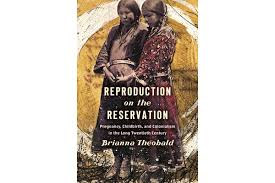 REPRODUCTION
on the
RESERVATION
Pregnancy, Childbirth, and Colonialism
in the Long Twentieth Century
Brianna Theobald